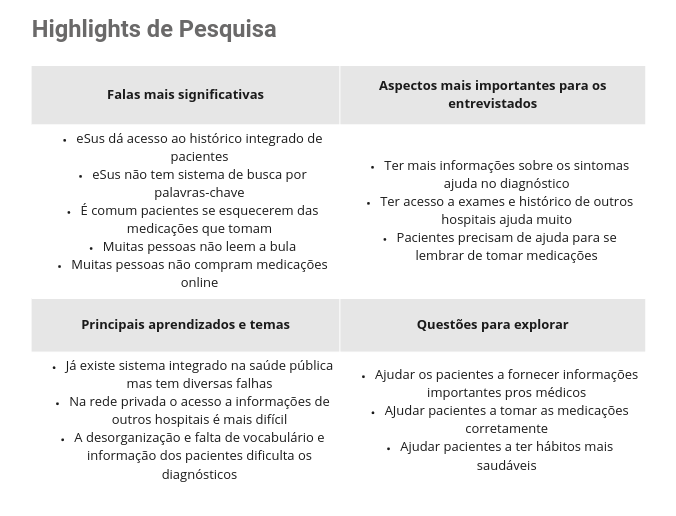 Highlights de Pesquisa
Falas mais significativas
Aspectos mais importantes para os
entrevistados
• eSus dá acesso ao histórico integrado de
pacientes
• eSus não tem sistema de busca por
palavras-chave
• É comum pacientes se esquecerem das
medicações que tomam
• Muitas pessoas não leem a bula
• Muitas pessoas não compram medicações
online
• Ter mais informações sobre os sintomas
ajuda no diagnóstico
• Ter acesso a exames e histórico de outros
hospitais ajuda muito
• Pacientes precisam de ajuda para se
lembrar de tomar medicações
Principais aprendizados e temas
Questões para explorar
• Já existe sistema integrado na saúde pública
mas tem diversas falhas
• Na rede privada o acesso a informações de
outros hospitais é mais difícil
• A desorganização e falta de vocabulário e
informação dos pacientes dificulta os
diagnósticos
• Ajudar os pacientes a fornecer informações
importantes pros médicos
• AJudar pacientes a tomar as medicações
corretamente
• Ajudar pacientes a ter hábitos mais
saudáveis